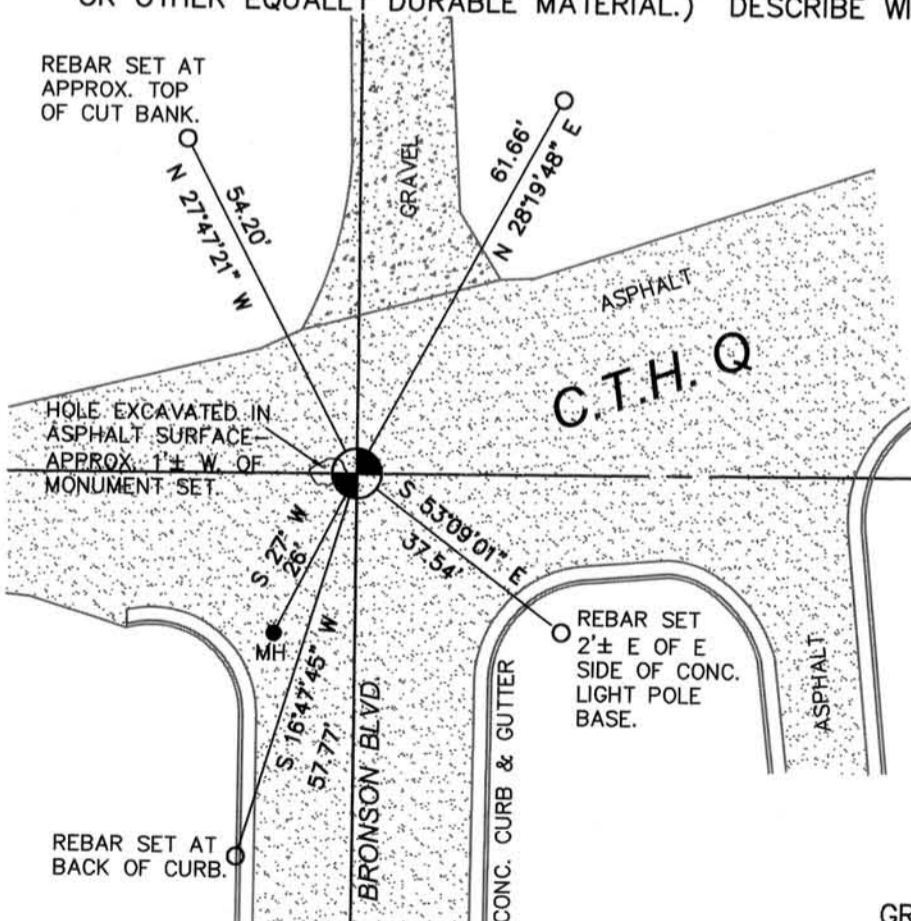 OR OTHER EQUALLY DURABLE MATERIAL.) DESCRIBE WI
REBAR SET AT
APPROX. TOP
OF CUT BANK.
54.20'
N 27°47'21" W
GRAVEL
61.66'
N 28°19'48" E
ASPHALT
C.T.H. Q
HOLE EXCAVATED IN
ASPHALT SURFACE
APPROX. 1'± W. OF
MONUMENT SET.
S 53°09'01" E
37.54'
S 27° W
26'
MH
S 16°47'45" W
57.77'
BRONSON BLVD.
CONC. CURB & GUTTER
REBAR SET
2'± E OF E
SIDE OF CONC.
LIGHT POLE
BASE.
ASPHALT
REBAR SET AT
BACK OF CURB.
GR